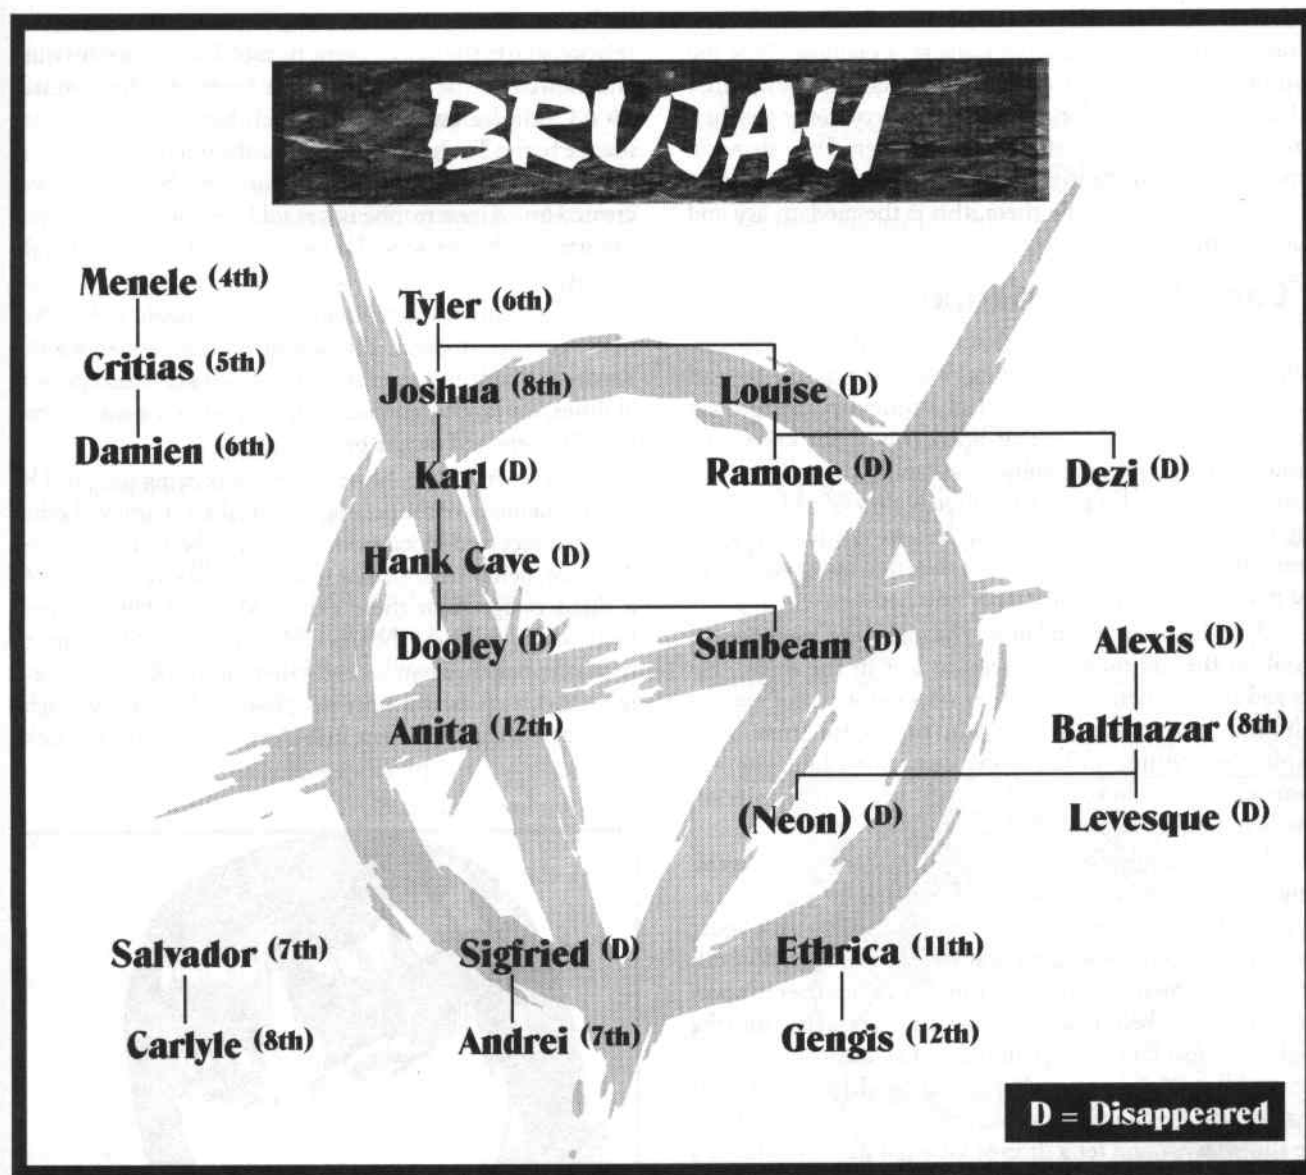 BRUJAH
Menele (4th)
Tyler (6th)
Critias (5th)
Joshua (8th)
Louise (D)
Damien (6th)
Karl (D)
Ramone (D)
Dezi (D)
Hank Cave (D)
Dooley (D)
Sunbeam (D)
Alexis (D)
Anita (12th)
Balthazar (8th)
(Neon) (D)
Levesque (D)
Salvador (7th)
Sigfried (D)
Ethrica (11th)
Carlyle (8th)
Andrei (7th)
Gengis (12th)
D = Disappeared